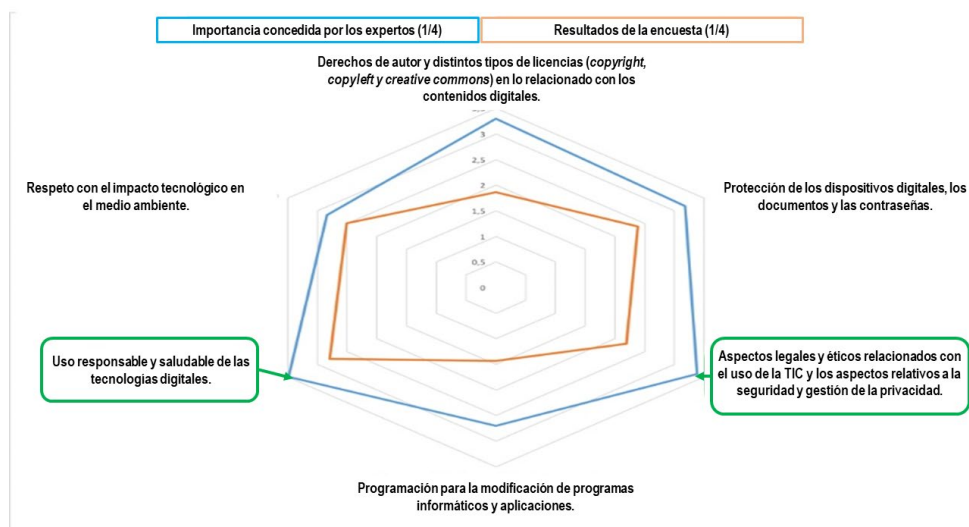 Importancia concedida por los expertos (1/4)
Resultados de la encuesta (1/4)
Derechos de autor y distintos tipos de licencias (copyright,
copyleft y creative commons) en lo relacionado con los
contenidos digitales.
3
2,5
2
1,5
1
0,5
0
Respeto con el impacto tecnológico en
el medio ambiente.
Protección de los dispositivos digitales, los
documentos y las contraseñas.
Uso responsable y saludable de las
tecnologías digitales.
Aspectos legales y éticos relacionados con
el uso de la TIC y los aspectos relativos a la
seguridad y gestión de la privacidad.
Programación para la modificación de programas
informáticos y aplicaciones.